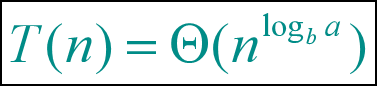 T(n) = Θ(n^{log_b a})